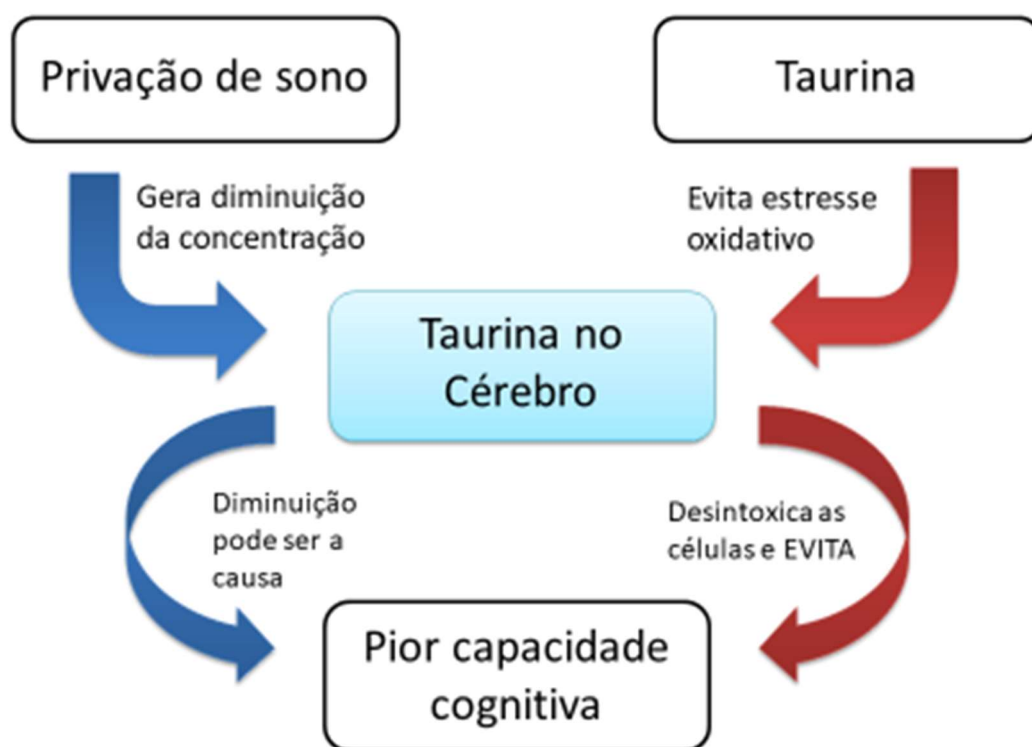 Privação de sono
Taurina
Gera diminuição
da concentração
Evita estresse
oxidativo
Taurina no
Cérebro
Diminuição
pode ser a
causa
Desintoxica as
células e EVITA
Pior capacidade
cognitiva